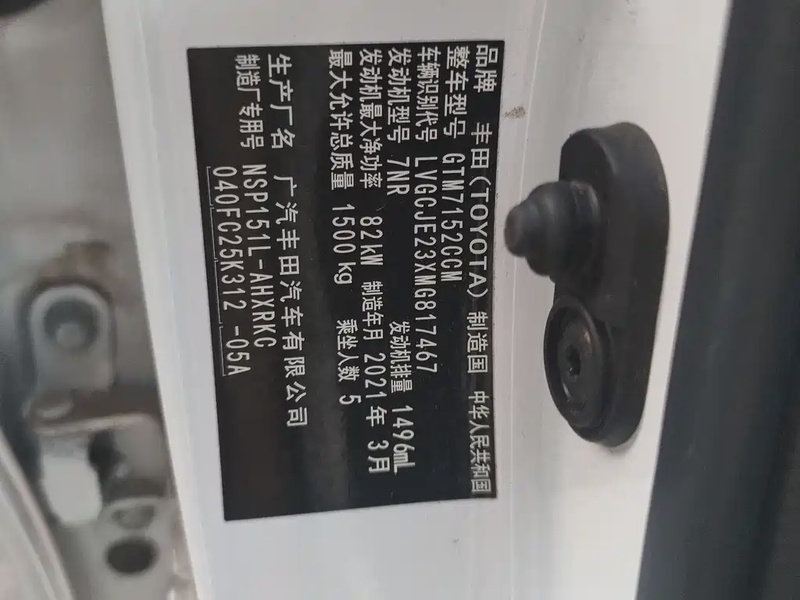 品牌 丰田(TOYOTA) 制造国 中华人民共和国
整车型号 GTM7152CCM
车辆识别代号 LVGCJE23XMG817467
发动机型号 7NR 发动机排量 1496mL
发动机最大净功率 82kW 制造年月 2021年 3月
最大允许总质量 1500kg 乘坐人数 5
生产厂名 广汽丰田汽车有限公司
制造厂专用号 NSP151L-AHXRKC
040FC25K312 -05A